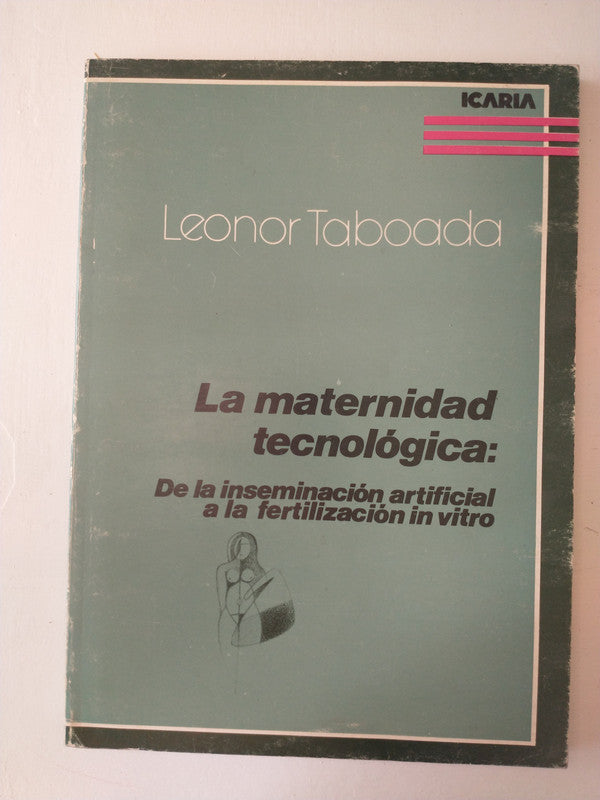 ICARIA
Leonor Taboada
La maternidad
tecnológica:
De la inseminación artificial
a la fertilización in vitro